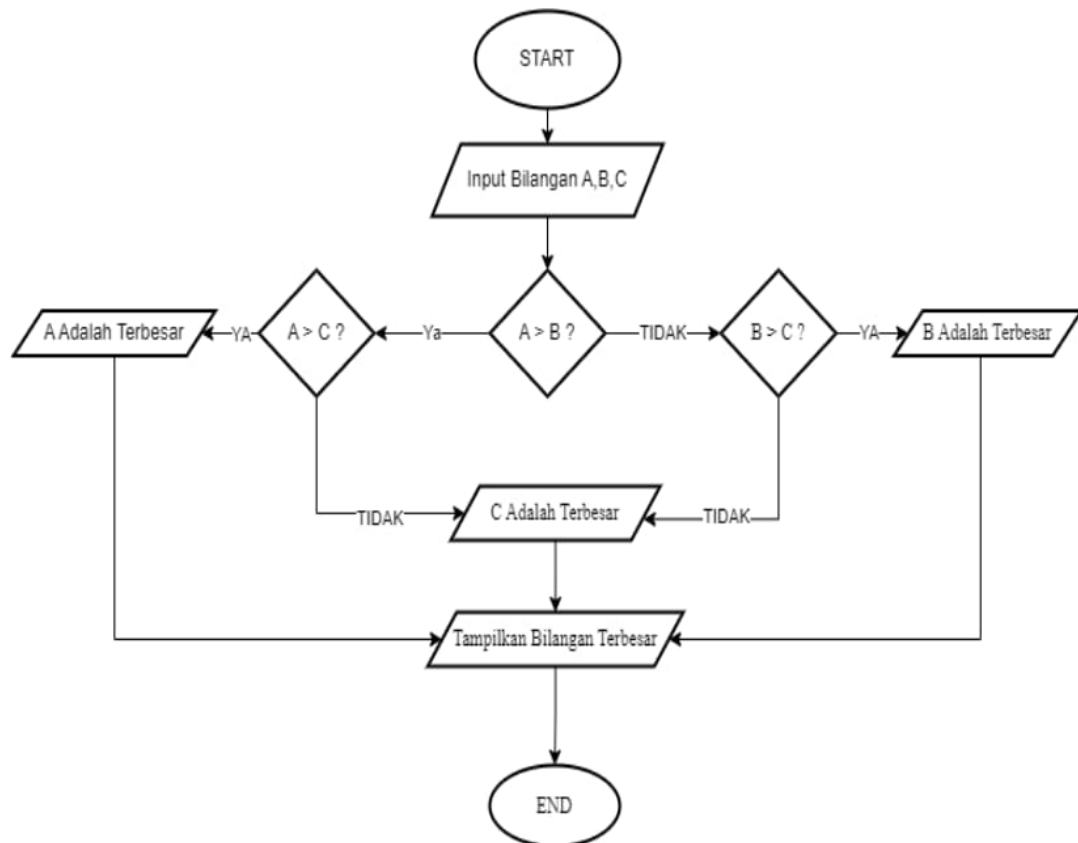 START
Input Bilangan A,B,C
A Adalah Terbesar
YA
A > C ?
Ya
A > B ?
TIDAK
B > C ?
YA
B Adalah Terbesar
TIDAK
C Adalah Terbesar
TIDAK
Tampilkan Bilangan Terbesar
END